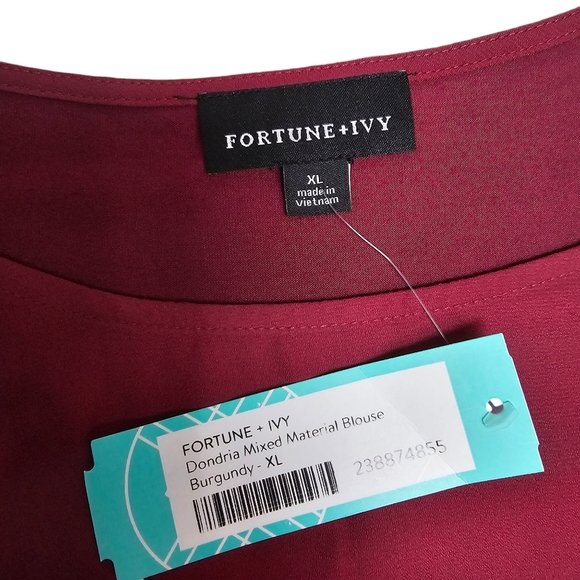 FORTUNE+IVY
XL
made in
Vietnam
FORTUNE + IVY
Dondria Mixed Material Blouse
Burgundy - XL
238874855